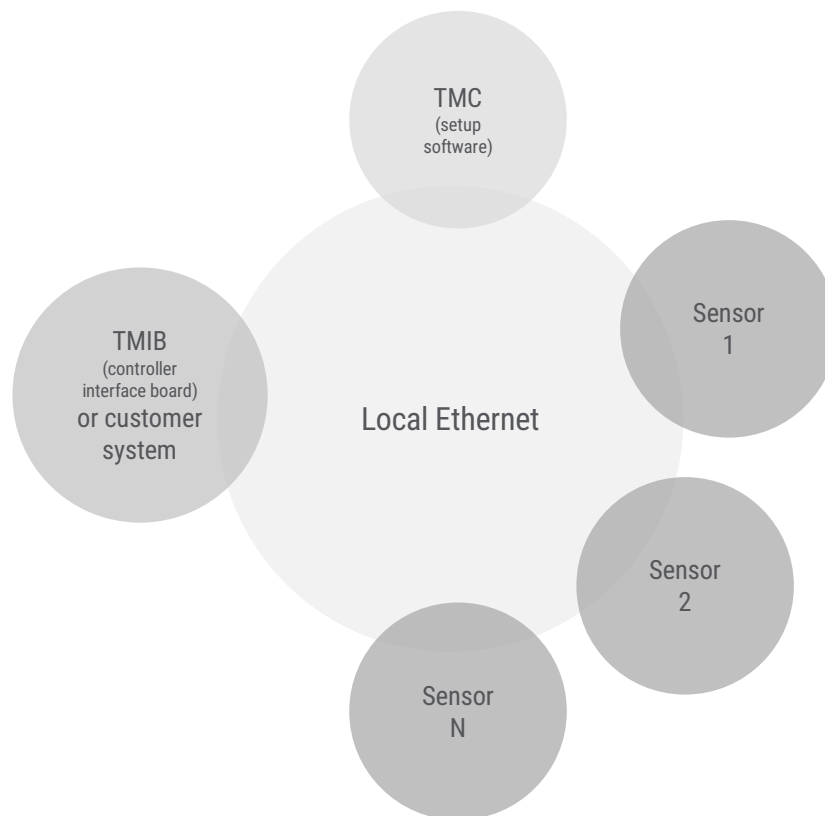 TMC
(setup
software)
Sensor
1
TMIB
(controller
interface board)
or customer
system
Local Ethernet
Sensor
2
Sensor
N